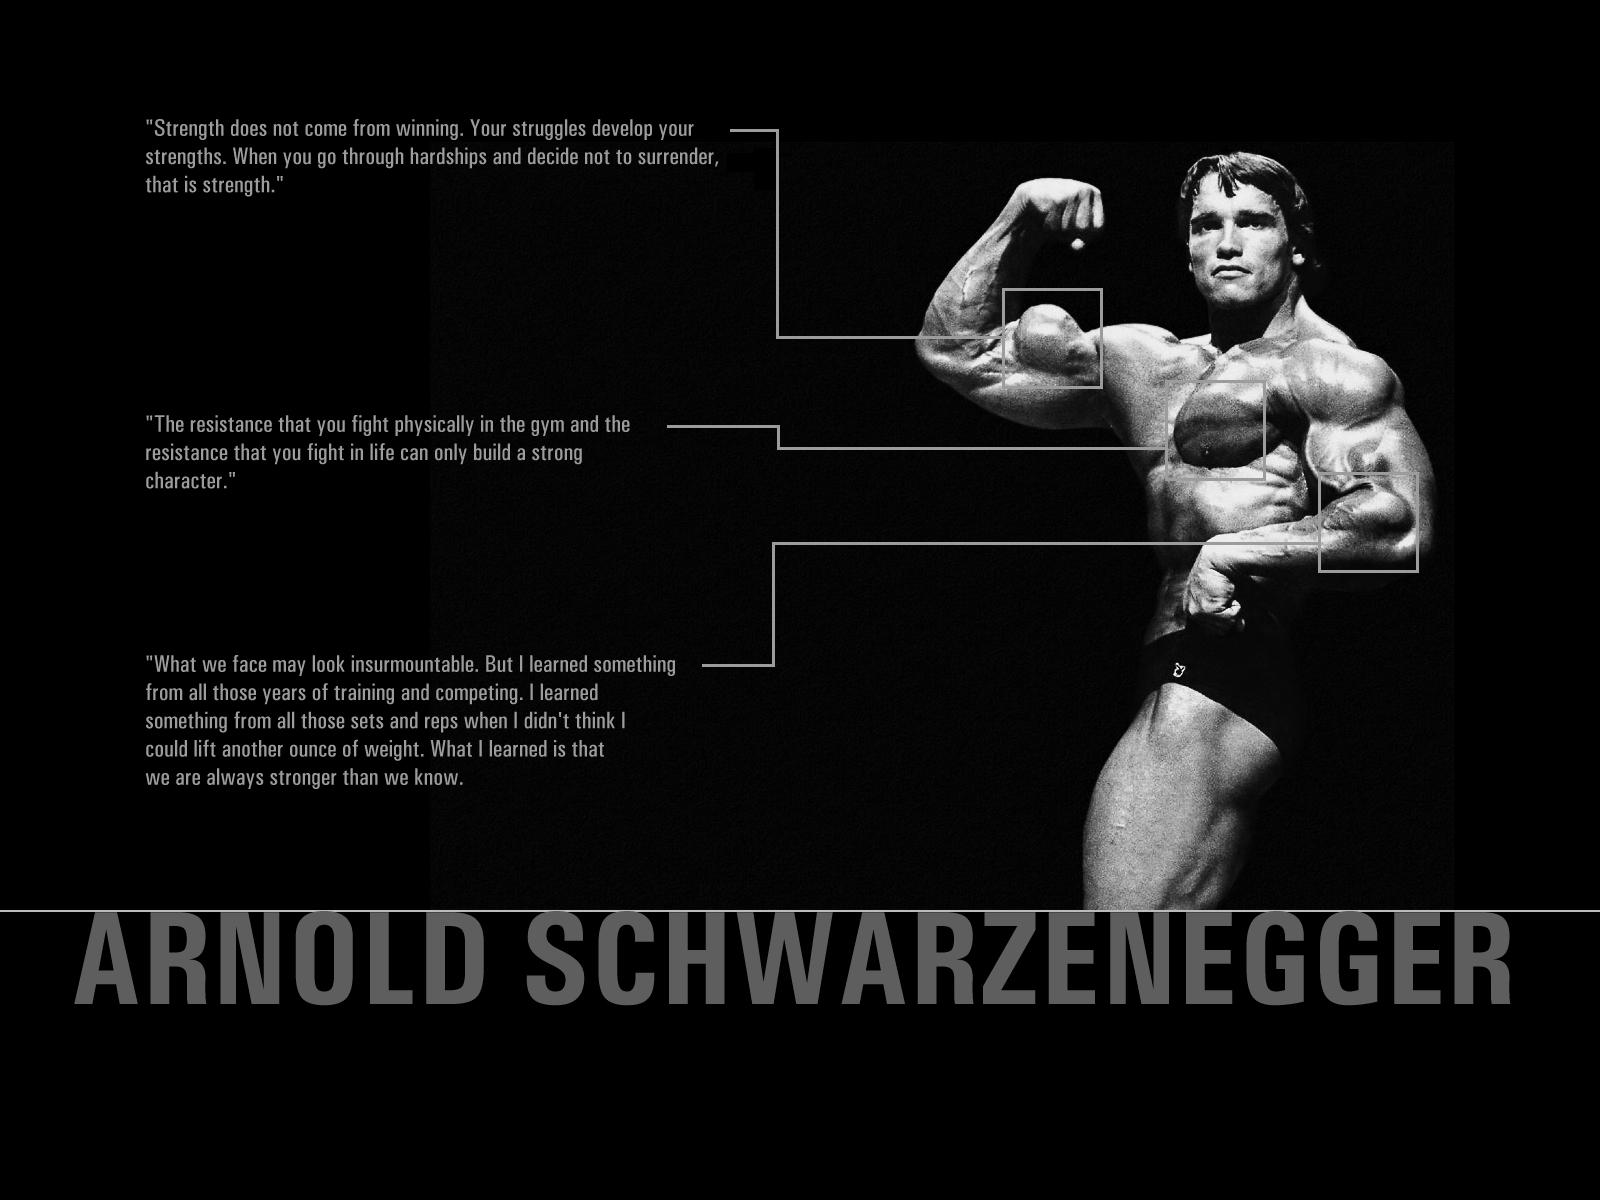 "Strength does not come from winning. Your struggles develop your
strengths. When you go through hardships and decide not to surrender,
that is strength."
"The resistance that you fight physically in the gym and the
resistance that you fight in life can only build a strong
character."
"What we face may look insurmountable. But I learned something
from all those years of training and competing. I learned
something from all those sets and reps when I didn't think I
could lift another ounce of weight. What I learned is that
we are always stronger than we know.
ARNOLD SCHWARZENEGGER